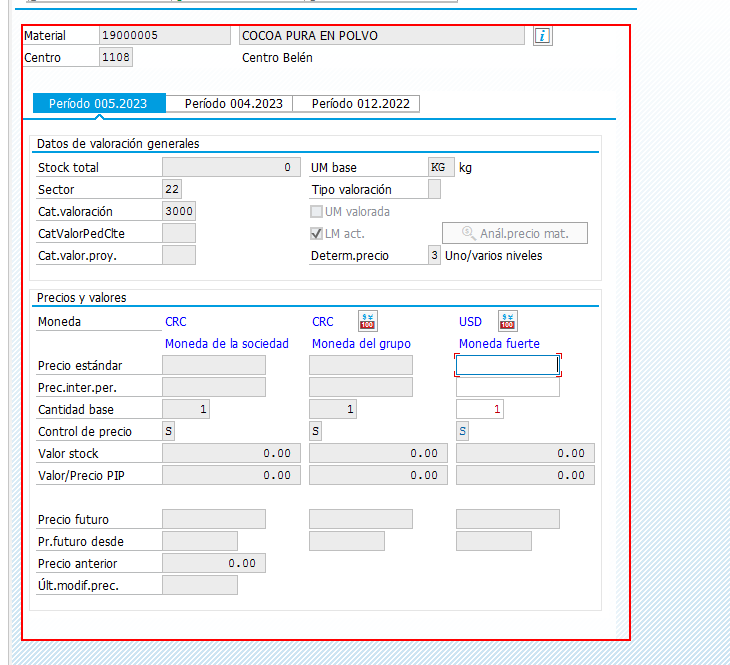 Material 19000005 COCOA PURA EN POLVO
Centro 1108 Centro Belén
Período 005.2023 Período 004.2023 Período 012.2022
Datos de valoración generales
Stock total 0 UM base KG kg
Sector 22 Tipo valoración
Cat.valoración 3000 UM valorada
CatValorPedClte LM act. Anál.precio mat.
Cat.valor.proy. Determ.precio 3 Uno/varios niveles
Precios y valores
Moneda CRC CRC USD
Moneda de la sociedad Moneda del grupo Moneda fuerte
Precio estándar
Prec.inter.per.
Cantidad base 1 1 1
Control de precio S S S
Valor stock 0.00 0.00 0.00
Valor/Precio PIP 0.00 0.00 0.00
Precio futuro
Pr.futuro desde
Precio anterior 0.00
Últ.modif.prec.